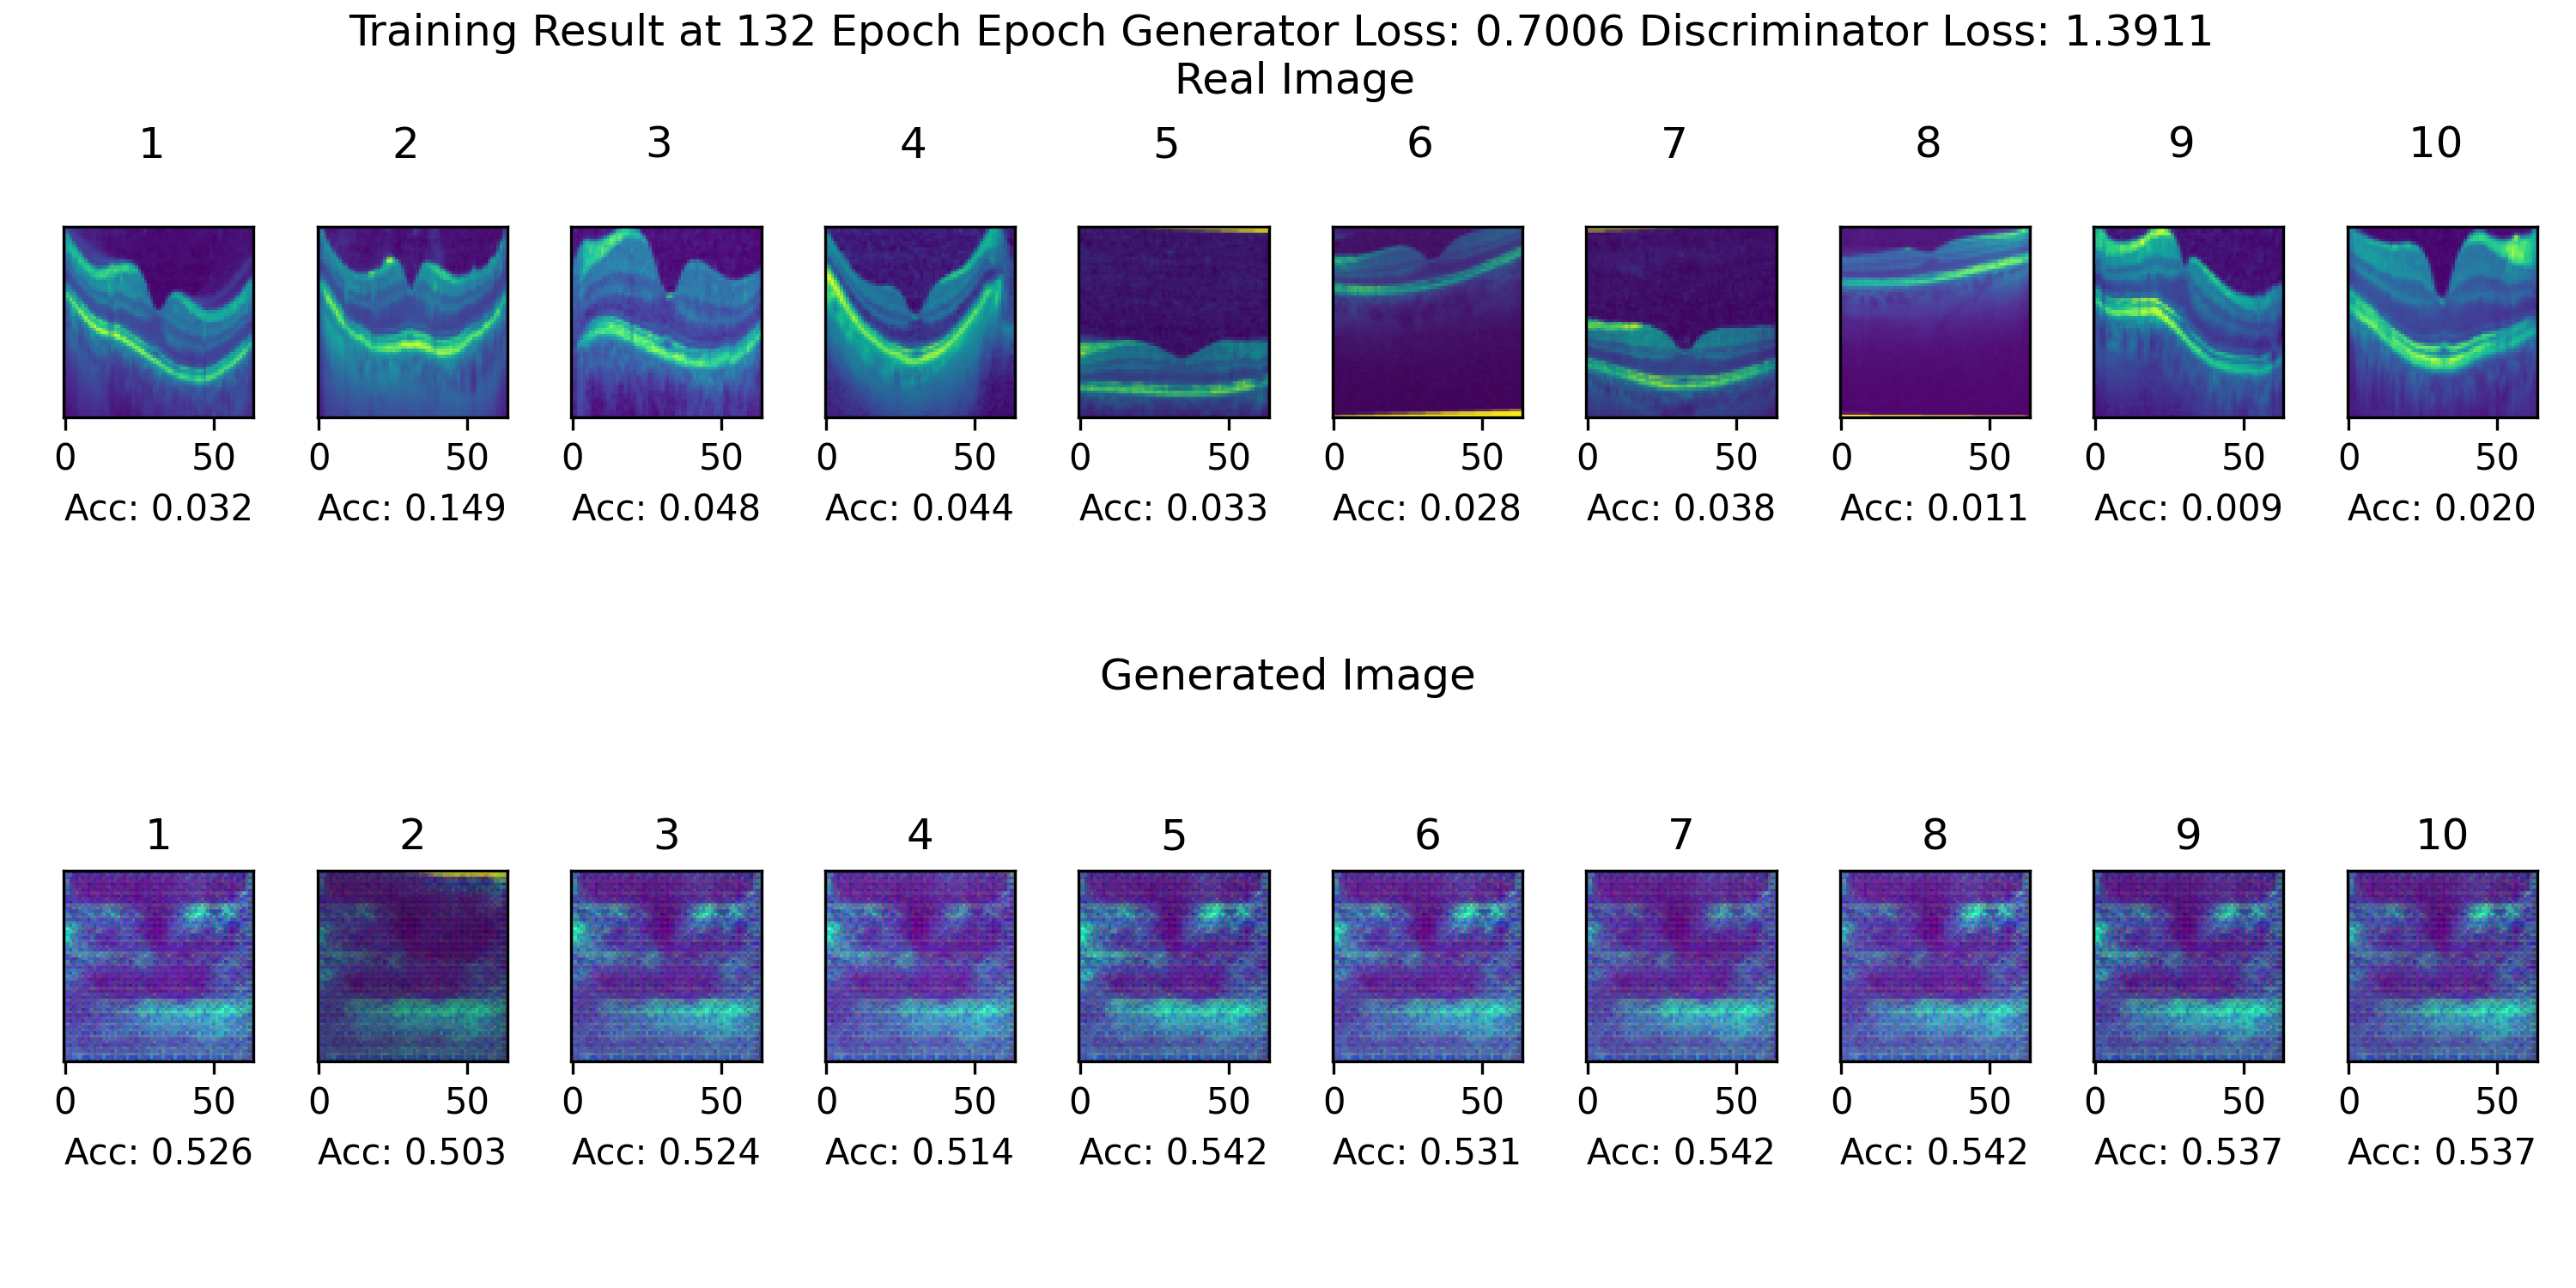 Training Result at 132 Epoch Epoch Generator Loss: 0.7006 Discriminator Loss: 1.3911
Real Image
1 2 3 4 5 6 7 8 9 10
0 50 0 50 0 50 0 50 0 50 0 50 0 50 0 50 0 50 0 50
Acc: 0.032 Acc: 0.149 Acc: 0.048 Acc: 0.044 Acc: 0.033 Acc: 0.028 Acc: 0.038 Acc: 0.011 Acc: 0.009 Acc: 0.020
Generated Image
1 2 3 4 5 6 7 8 9 10
0 50 0 50 0 50 0 50 0 50 0 50 0 50 0 50 0 50 0 50
Acc: 0.526 Acc: 0.503 Acc: 0.524 Acc: 0.514 Acc: 0.542 Acc: 0.531 Acc: 0.542 Acc: 0.542 Acc: 0.537 Acc: 0.537